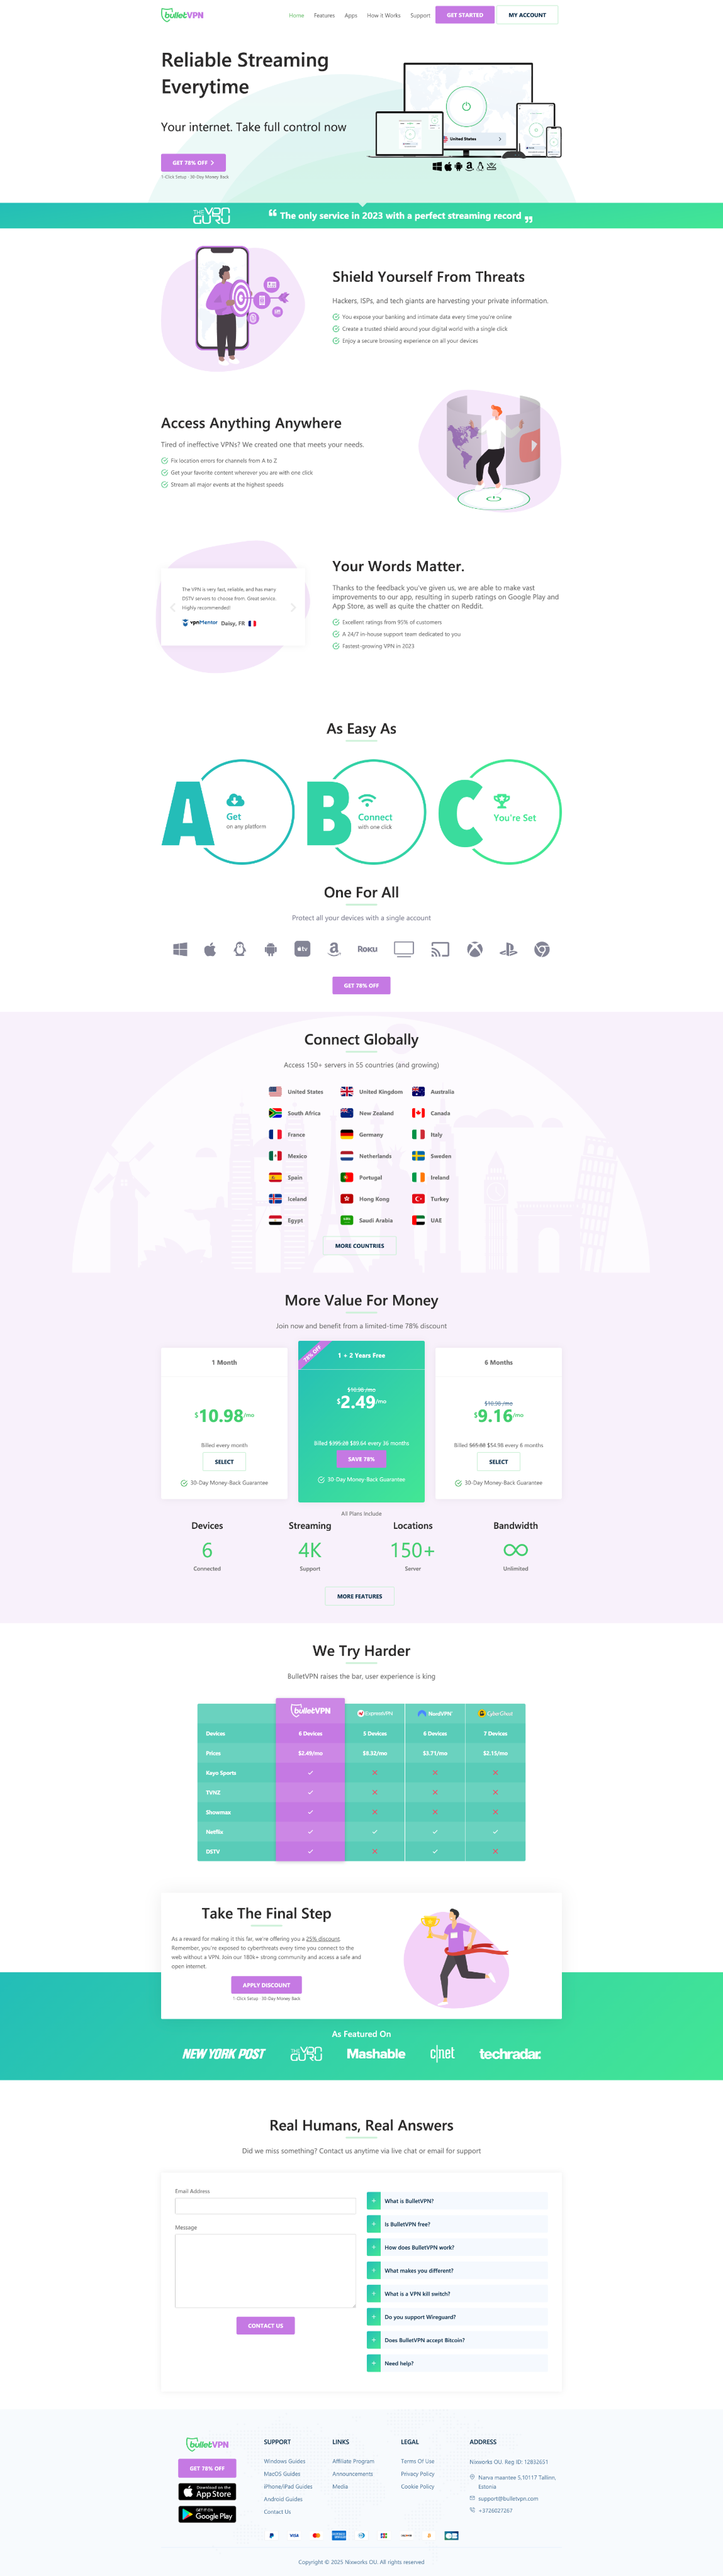 bulletVPN
Home Features Apps How It Works Support GET STARTED MY ACCOUNT
Reliable Streaming
Everytime
Your internet. Take full control now
GET 78% OFF
1-Click Setup 30-Day Money Back
United States
THE VPN GURU
“ The only service in 2023 with a perfect streaming record ”
Shield Yourself From Threats
Hackers, ISPs, and tech giants are harvesting your private information.
You expose your banking and intimate data every time you're online
Create a trusted shield around your digital world with a single click
Enjoy a secure browsing experience on all your devices
Access Anything Anywhere
Tired of ineffective VPNs? We created one that meets your needs.
Fix location errors for channels from A to Z
Get your favorite content wherever you are with one click
Stream all major events at the highest speeds
The VPN is very fast, reliable, and has many
DSTV servers to choose from. Great service.
Highly recommended!
vpnMentor Daisy, FR
Your Words Matter.
Thanks to the feedback you've given us, we are able to make vast
improvements to our app, resulting in superb ratings on Google Play and
App Store, as well as quite the chatter on Reddit.
Excellent ratings from 95% of customers
A 24/7 in-house support team dedicated to you
Fastest-growing VPN in 2023
As Easy As
A Get
on any platform
B Connect
with one click
C You're Set
One For All
Protect all your devices with a single account
tv
ROKU
GET 78% OFF
Connect Globally
Access 150+ servers in 55 countries (and growing)
United States United Kingdom Australia
South Africa New Zealand Canada
France Germany Italy
Mexico Netherlands Sweden
Spain Portugal Ireland
Iceland Hong Kong Turkey
Egypt Saudi Arabia UAE
MORE COUNTRIES
More Value For Money
Join now and benefit from a limited-time 78% discount
1 Month
$10.98/mo
Billed every month
SELECT
30-Day Money-Back Guarantee
78% OFF
1 + 2 Years Free
$10.98 /mo
$2.49/mo
Billed $395.28 $89.64 every 36 months
SAVE 78%
30-Day Money-Back Guarantee
6 Months
$10.98 /mo
$9.16/mo
Billed $65.88 $54.98 every 6 months
SELECT
30-Day Money-Back Guarantee
All Plans Include
Devices Streaming Locations Bandwidth
6 4K 150+ ∞
Connected Support Server Unlimited
MORE FEATURES
We Try Harder
BulletVPN raises the bar, user experience is king
bulletVPN ExpressVPN NordVPN CyberGhost
Devices 6 Devices 5 Devices 6 Devices 7 Devices
Prices $2.49/mo $8.32/mo $3.71/mo $2.15/mo
Kayo Sports
TVNZ
Showmax
Netflix
DSTV
Take The Final Step
As a reward for making it this far, we're offering you a 25% discount.
Remember, you're exposed to cyberthreats every time you connect to the
web without a VPN. Join our 180k+ strong community and access a safe and
open internet.
APPLY DISCOUNT
1-Click Setup 30-Day Money Back
As Featured On
NEW YORK POST THE VPN GURU Mashable c|net techradar.
Real Humans, Real Answers
Did we miss something? Contact us anytime via live chat or email for support
Email Address
Message
CONTACT US
+ What is BulletVPN?
+ Is BulletVPN free?
+ How does BulletVPN work?
+ What makes you different?
+ What is a VPN kill switch?
+ Do you support Wireguard?
+ Does BulletVPN accept Bitcoin?
+ Need help?
bulletVPN
GET 78% OFF
Download on the
App Store
GET IT ON
Google Play
SUPPORT
Windows Guides
MacOS Guides
iPhone/iPad Guides
Android Guides
Contact Us
LINKS
Affiliate Program
Announcements
Media
LEGAL
Terms Of Use
Privacy Policy
Cookie Policy
ADDRESS
Nixworks OU. Reg ID: 12832651
Narva maantee 5,10117 Tallinn,
Estonia
support@bulletvpn.com
+3726027267
VISA
Copyright © 2025 Nixworks OU. All rights reserved